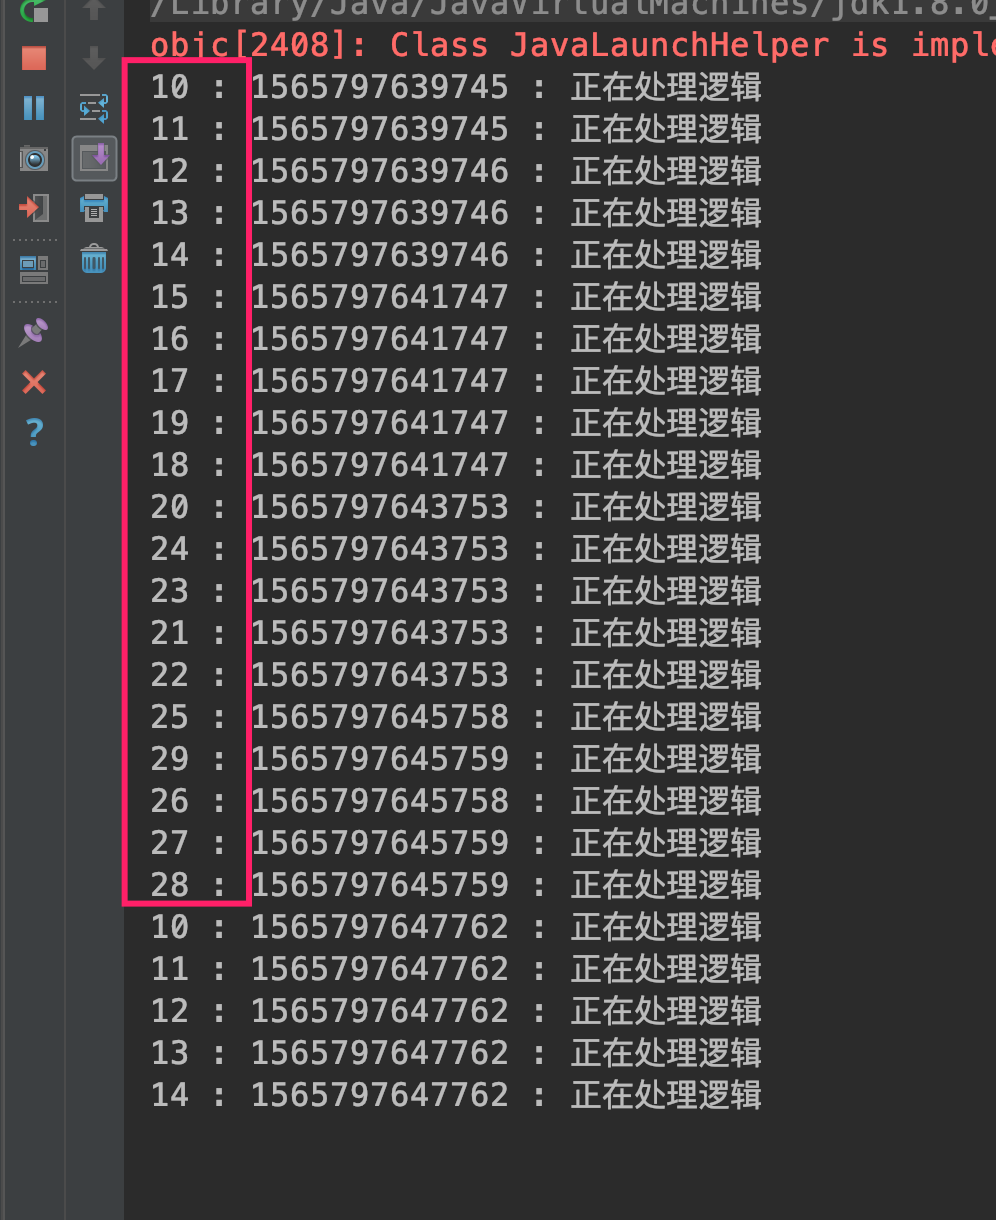 /Library/Java/JavaVirtualMachines/jdk1.8.0_
objc[2408]: Class JavaLaunchHelper is imple
10 : 1565797639745 : 正在处理逻辑
11 : 1565797639745 : 正在处理逻辑
12 : 1565797639746 : 正在处理逻辑
13 : 1565797639746 : 正在处理逻辑
14 : 1565797639746 : 正在处理逻辑
15 : 1565797641747 : 正在处理逻辑
16 : 1565797641747 : 正在处理逻辑
17 : 1565797641747 : 正在处理逻辑
19 : 1565797641747 : 正在处理逻辑
18 : 1565797641747 : 正在处理逻辑
20 : 1565797643753 : 正在处理逻辑
24 : 1565797643753 : 正在处理逻辑
23 : 1565797643753 : 正在处理逻辑
21 : 1565797643753 : 正在处理逻辑
22 : 1565797643753 : 正在处理逻辑
25 : 1565797645758 : 正在处理逻辑
29 : 1565797645759 : 正在处理逻辑
26 : 1565797645758 : 正在处理逻辑
27 : 1565797645759 : 正在处理逻辑
28 : 1565797645759 : 正在处理逻辑
10 : 1565797647762 : 正在处理逻辑
11 : 1565797647762 : 正在处理逻辑
12 : 1565797647762 : 正在处理逻辑
13 : 1565797647762 : 正在处理逻辑
14 : 1565797647762 : 正在处理逻辑